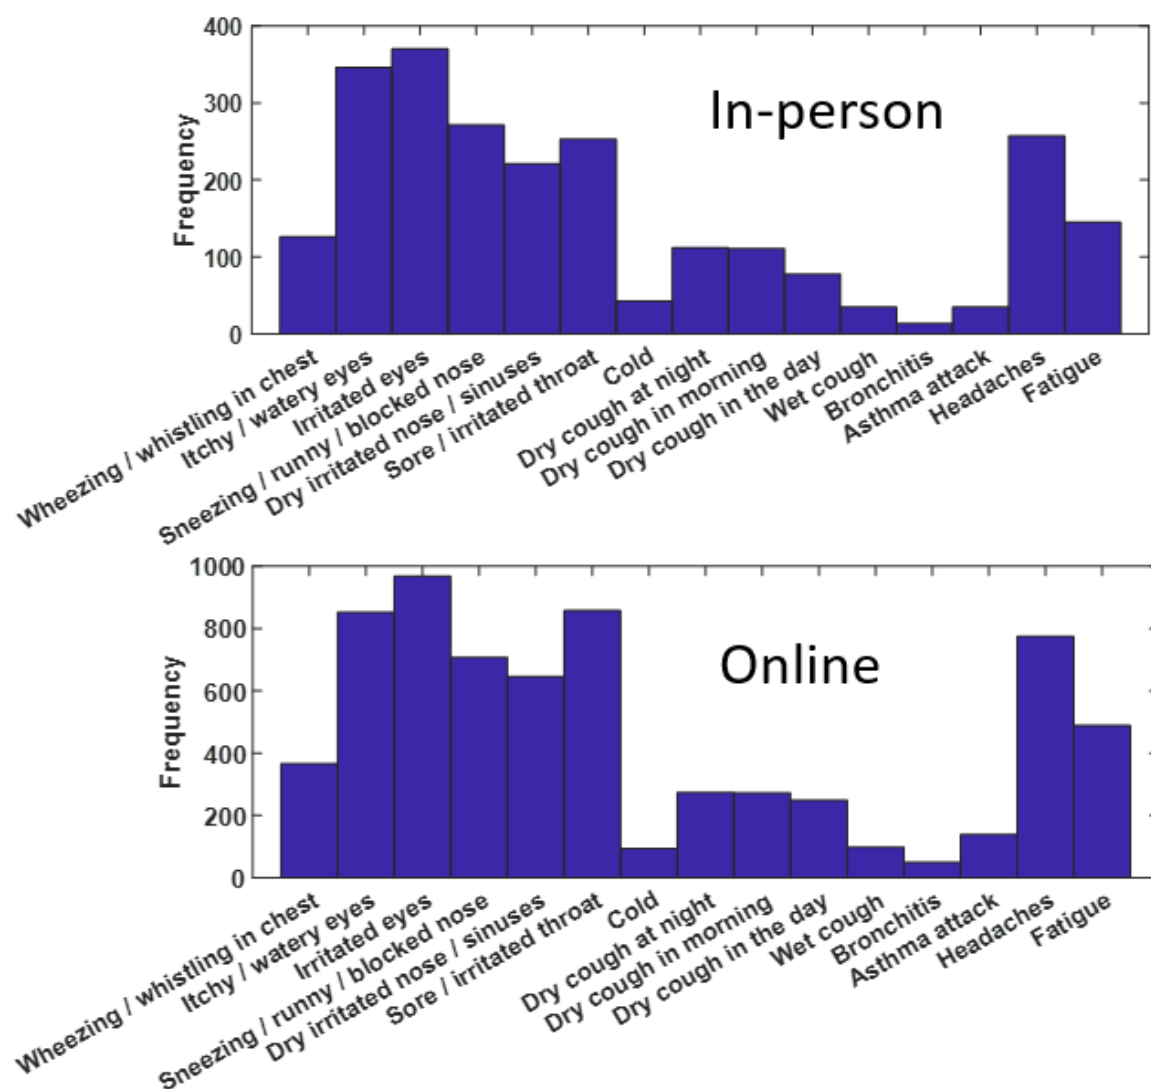 400
300
200
100
0
Frequency
In-person
Wheezing / whistling in chest
Itchy / watery eyes
Irritated eyes
Sneezing / runny / blocked nose
Dry irritated nose / sinuses
Sore / irritated throat
Cold
Dry cough at night
Dry cough in morning
Dry cough in the day
Wet cough
Bronchitis
Asthma attack
Headaches
Fatigue
1000
800
600
400
200
0
Frequency
Online
Wheezing / whistling in chest
Itchy / watery eyes
Irritated eyes
Sneezing / runny / blocked nose
Dry irritated nose / sinuses
Sore / irritated throat
Cold
Dry cough at night
Dry cough in morning
Dry cough in the day
Wet cough
Bronchitis
Asthma attack
Headaches
Fatigue